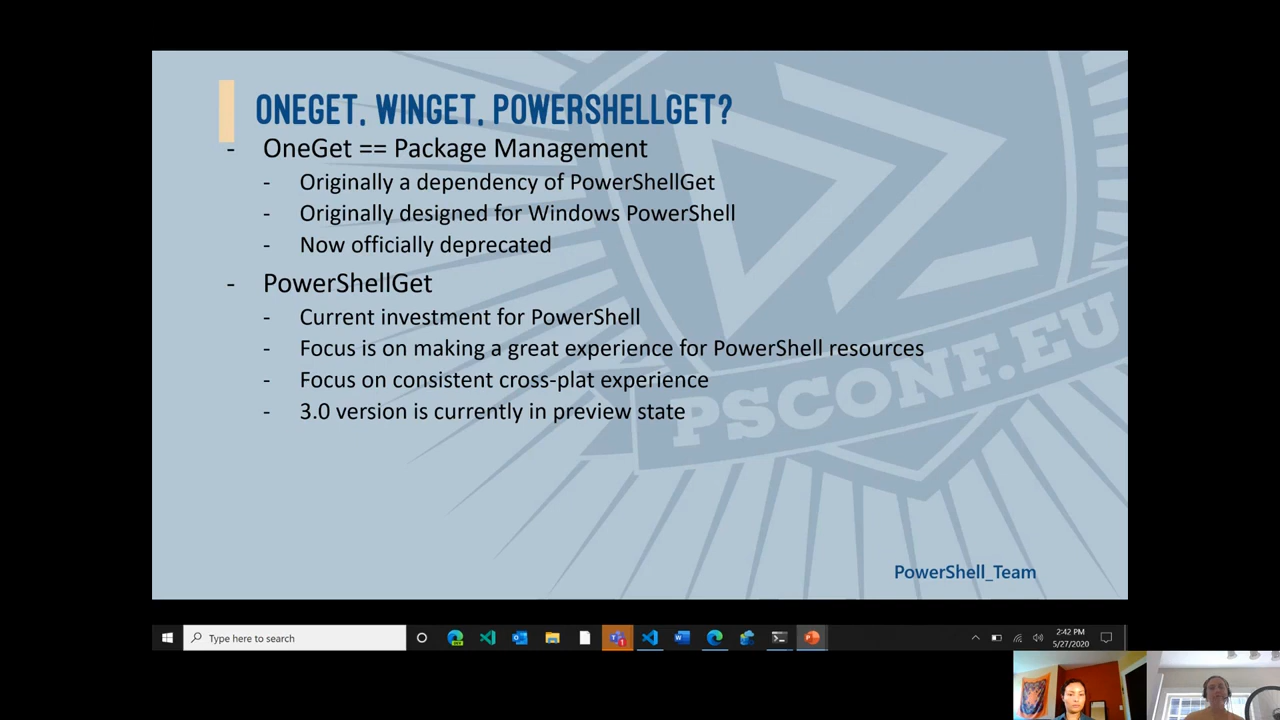 ONEGET, WINGET, POWERSHELLGET?
- OneGet == Package Management
- Originally a dependency of PowerShellGet
- Originally designed for Windows PowerShell
- Now officially deprecated
- PowerShellGet
- Current investment for PowerShell
- Focus is on making a great experience for PowerShell resources
- Focus on consistent cross-plat experience
- 3.0 version is currently in preview state
PSCONF.EU
PowerShell_Team
Type here to search
2:42 PM
5/27/2020